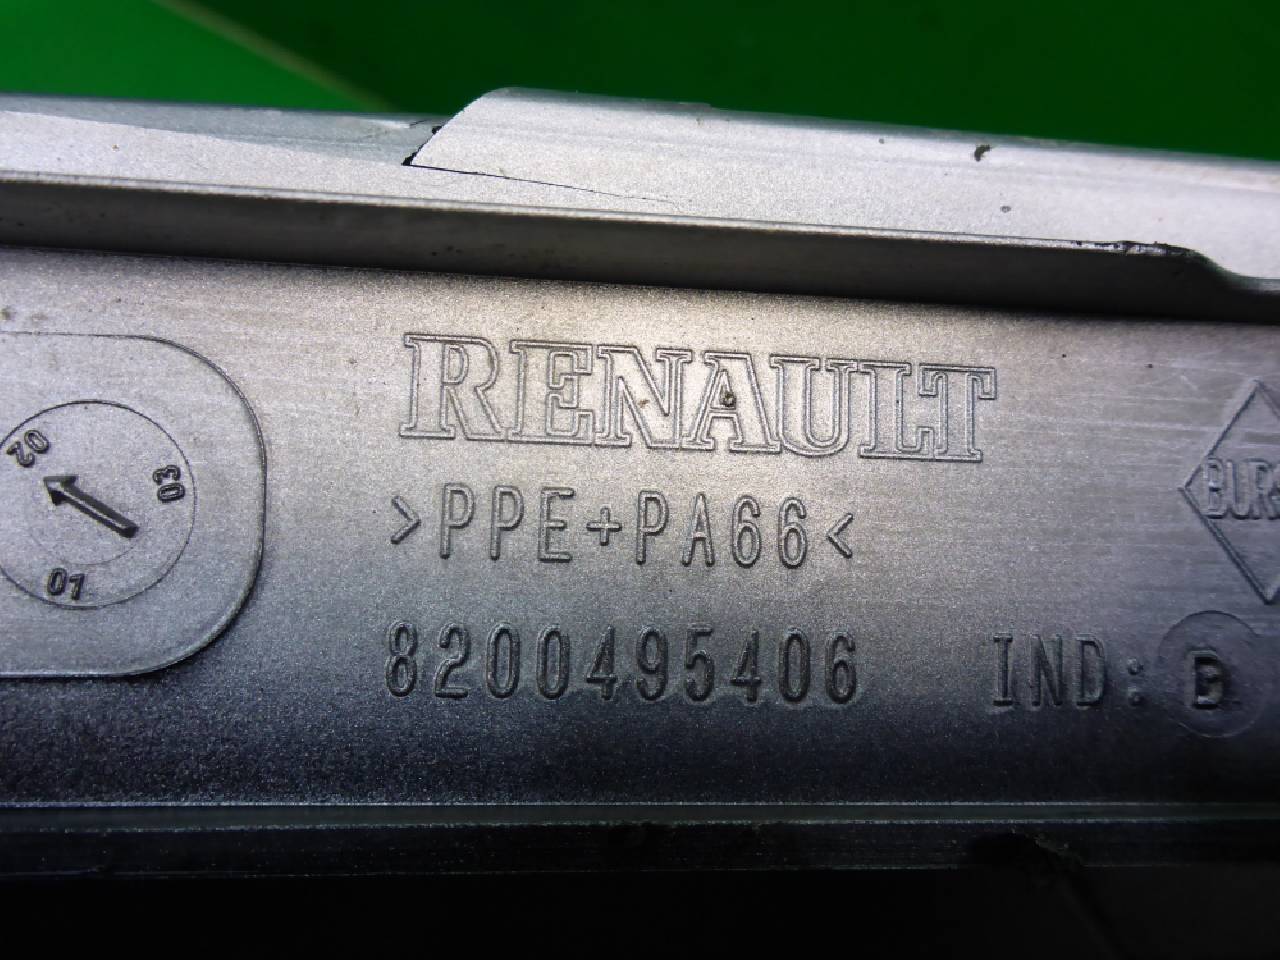 RENAULT
>PPE+PA66<
8200495406
IND: B
02
03
01